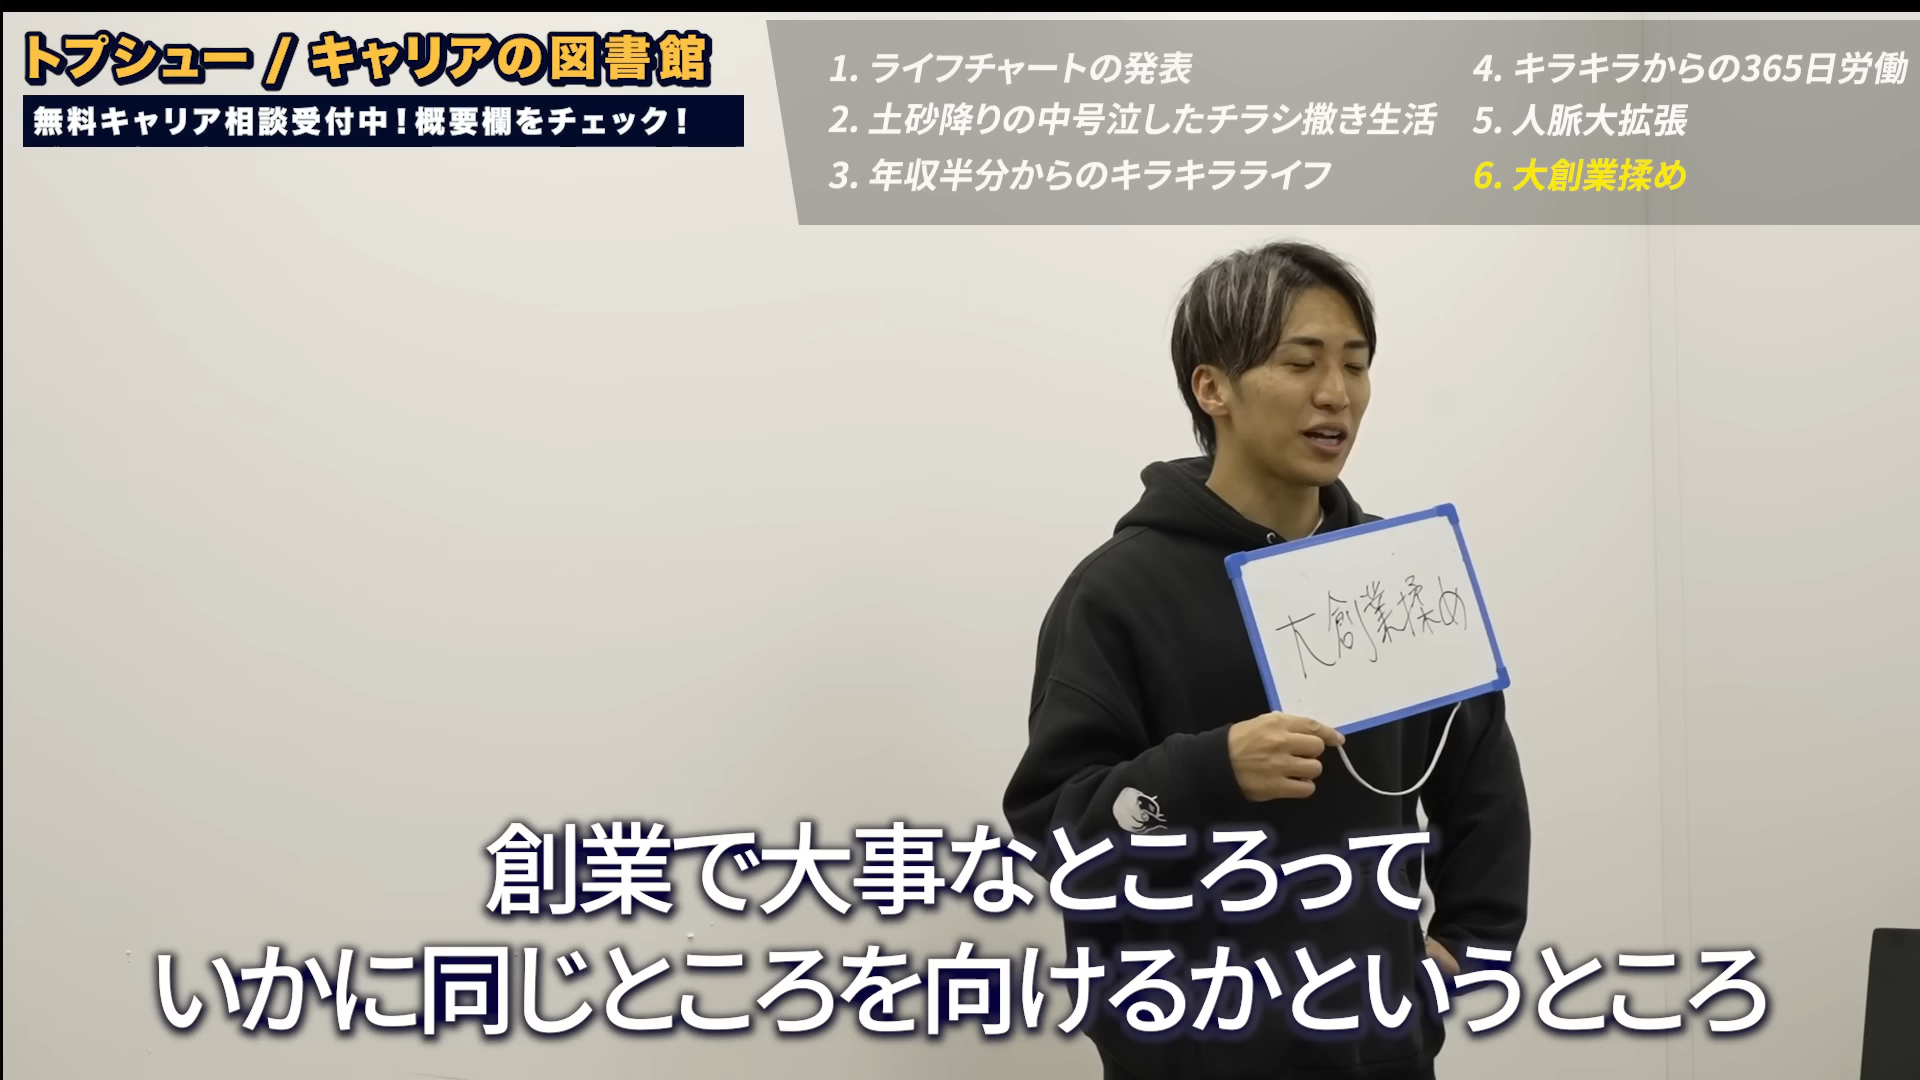 トプシュー / キャリアの図書館
無料キャリア相談受付中！概要欄をチェック！
1. ライフチャートの発表
2. 土砂降りの中号泣したチラシ撒き生活
3. 年収半分からのキラキラライフ
4. キラキラからの365日労働
5. 人脈大拡張
6. 大創業揉め
大創業揉め
創業で大事なところって
いかに同じところを向けるかというところ